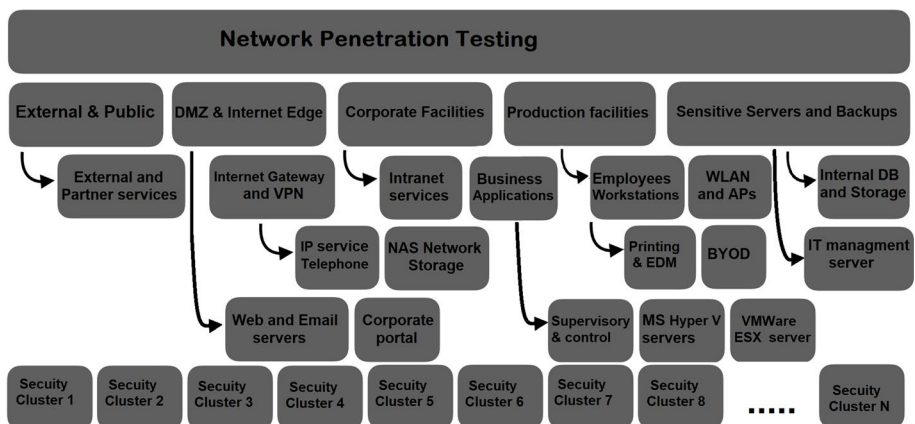 Network Penetration Testing
External & Public
DMZ & Internet Edge
Corporate Facilities
Production facilities
Sensitive Servers and Backups
External and
Partner services
Internet Gateway
and VPN
Intranet
services
Business
Applications
Employees
Workstations
WLAN
and APs
Internal DB
and Storage
IP service
Telephone
NAS Network
Storage
Printing
& EDM
BYOD
IT managment
server
Web and Email
servers
Corporate
portal
Supervisory
& control
MS Hyper V
servers
VMWare
ESX server
Secuity
Cluster 1
Secuity
Cluster 2
Secuity
Cluster 3
Secuity
Cluster 4
Secuity
Cluster 5
Secuity
Cluster 6
Secuity
Cluster 7
Secuity
Cluster 8
.....
Secuity
Cluster N